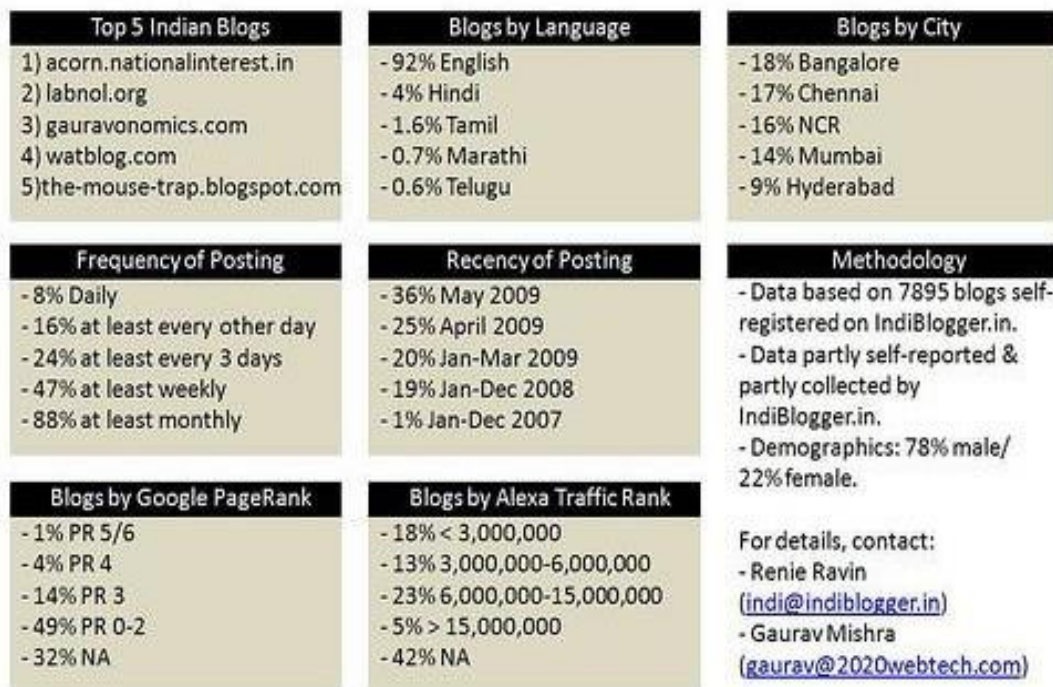 Top 5 Indian Blogs
1) acorn.nationalinterest.in
2) labnol.org
3) gauravonomics.com
4) watblog.com
5)the-mouse-trap.blogspot.com
Blogs by Language
- 92% English
- 4% Hindi
- 1.6% Tamil
- 0.7% Marathi
- 0.6% Telugu
Blogs by City
- 18% Bangalore
- 17% Chennai
- 16% NCR
- 14% Mumbai
- 9% Hyderabad
Frequency of Posting
- 8% Daily
- 16% at least every other day
- 24% at least every 3 days
- 47% at least weekly
- 88% at least monthly
Recency of Posting
- 36% May 2009
- 25% April 2009
- 20% Jan-Mar 2009
- 19% Jan-Dec 2008
- 1% Jan-Dec 2007
Methodology
- Data based on 7895 blogs self-
registered on IndiBlogger.in.
- Data partly self-reported &
partly collected by
IndiBlogger.in.
- Demographics: 78% male/
22% female.
For details, contact:
- Renie Ravin
(indi@indiblogger.in)
- Gaurav Mishra
(gaurav@2020webtech.com)
Blogs by Google PageRank
- 1% PR 5/6
- 4% PR 4
- 14% PR 3
- 49% PR 0-2
- 32% NA
Blogs by Alexa Traffic Rank
- 18% < 3,000,000
- 13% 3,000,000-6,000,000
- 23% 6,000,000-15,000,000
- 5% > 15,000,000
- 42% NA